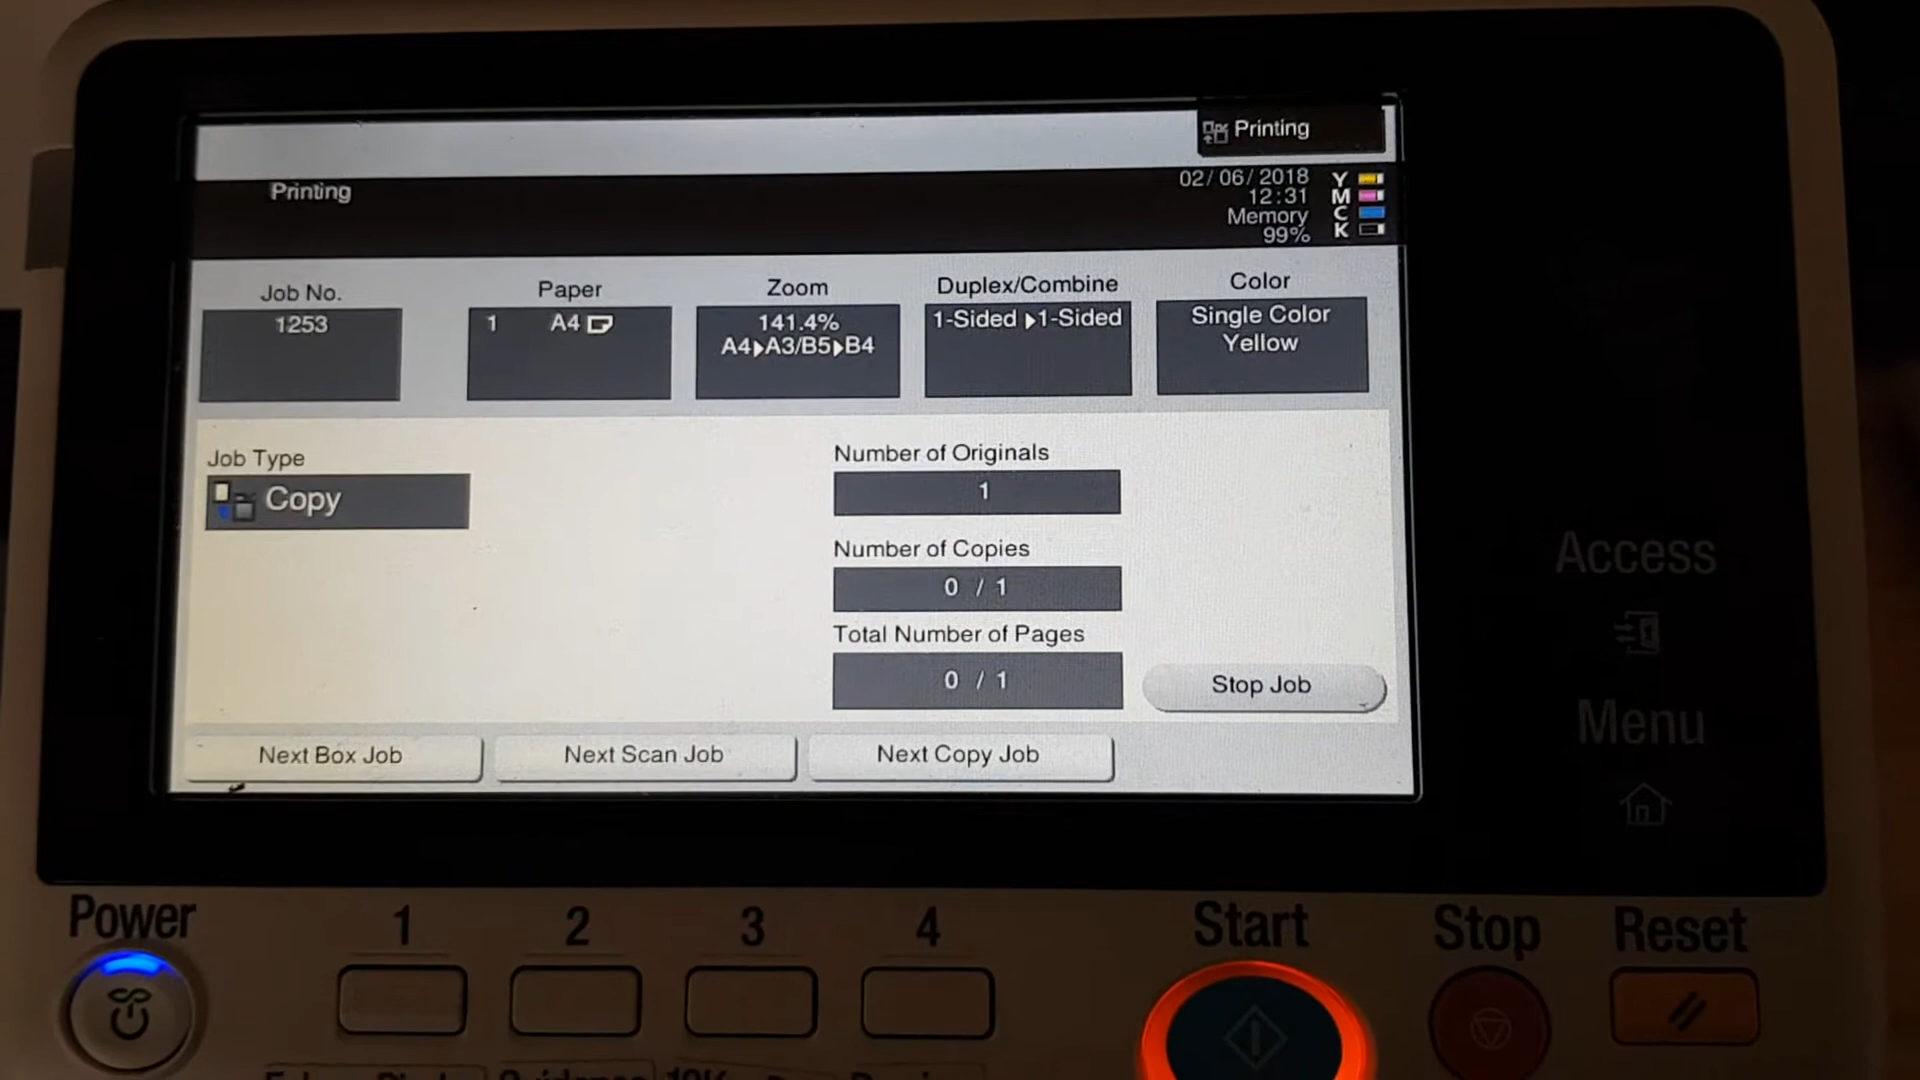 Printing
Printing
02/06/2018
12:31
Memory
99%
Y
M
C
K
Job No.
1253
Paper
1 A4
Zoom
141.4%
A4▶A3/B5▶B4
Duplex/Combine
1-Sided ▶1-Sided
Color
Single Color
Yellow
Job Type
Copy
Number of Originals
1
Number of Copies
0 / 1
Total Number of Pages
0 / 1
Stop Job
Next Box Job
Next Scan Job
Next Copy Job
Access
Menu
Power
1
2
3
4
Start
Stop
Reset